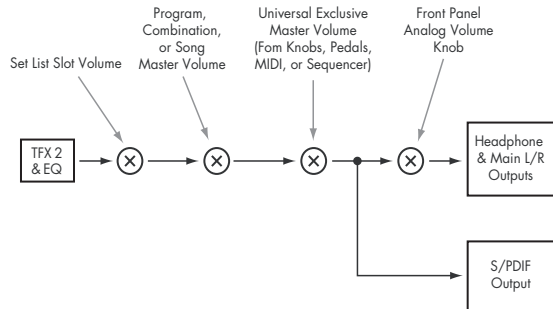 Set List Slot Volume
Program,
Combination,
or Song
Master Volume
Universal Exclusive
Master Volume
(Fom Knobs, Pedals,
MIDI, or Sequencer)
Front Panel
Analog Volume
Knob
TFX 2
& EQ
Headphone
& Main L/R
Outputs
S/PDIF
Output